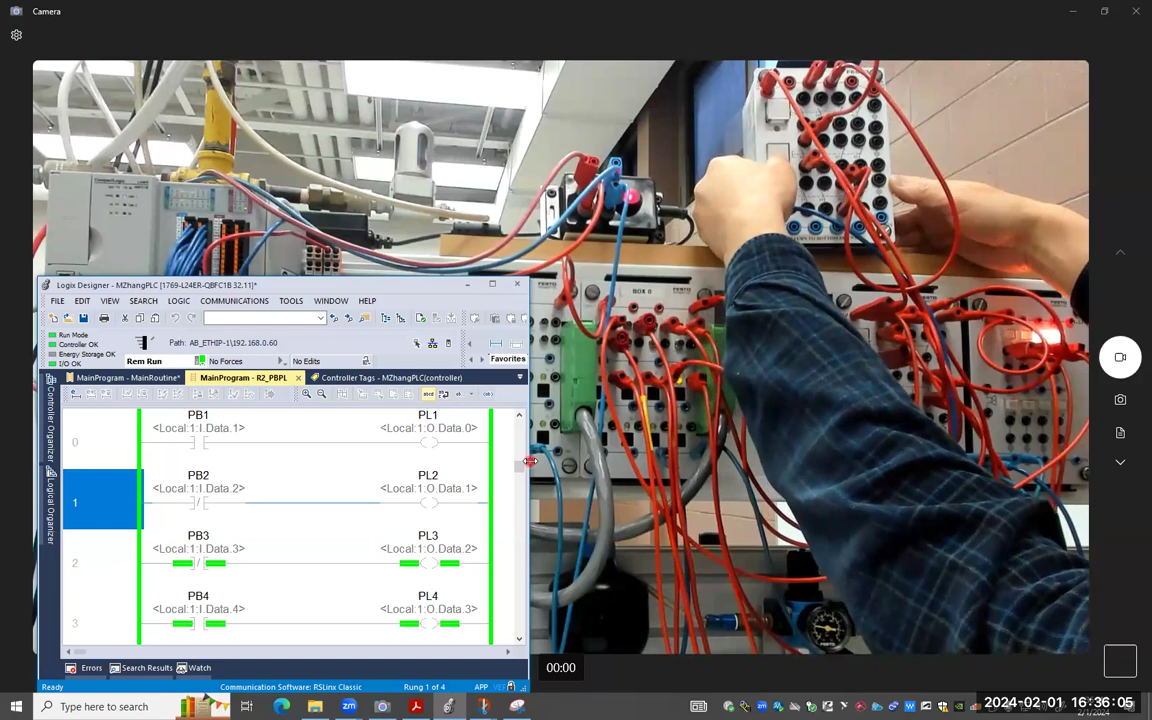 Camera
CompactLogix
BOX 0
Logix Designer - MZhangPLC [1769-L24ER-QBFC1B 32.11]*
FILE EDIT VIEW SEARCH LOGIC COMMUNICATIONS TOOLS WINDOW HELP
Run Mode
Controller OK
Energy Storage OK
I/O OK
Path: AB_ETHIP-1\192.168.0.60
Rem Run No Forces No Edits
Favorites
MainProgram - MainRoutine* MainProgram - R2_PBPL Controller Tags - MZhangPLC(controller)
Controller Organizer
Logical Organizer
PB1 PL1
<Local:1:I.Data.1> <Local:1:O.Data.0>
0
PB2 PL2
<Local:1:I.Data.2> <Local:1:O.Data.1>
1
PB3 PL3
<Local:1:I.Data.3> <Local:1:O.Data.2>
2
PB4 PL4
<Local:1:I.Data.4> <Local:1:O.Data.3>
3
Errors Search Results Watch
Ready Communication Software: RSLinx Classic Rung 1 of 4 APP VER
00:00
Type here to search
zm
2024-02-01 16:36:05